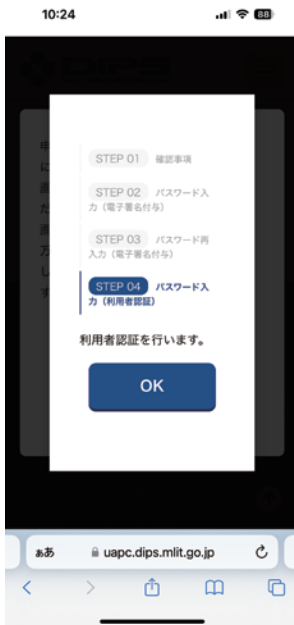 10:24
88
DIPS
STEP 01 確認事項
STEP 02 パスワード入
力（電子署名付与）
STEP 03 パスワード再
入力（電子署名付与）
STEP 04 パスワード入
力（利用者認証）
利用者認証を行います。
OK
ぁあ
uapc.dips.mlit.go.jp